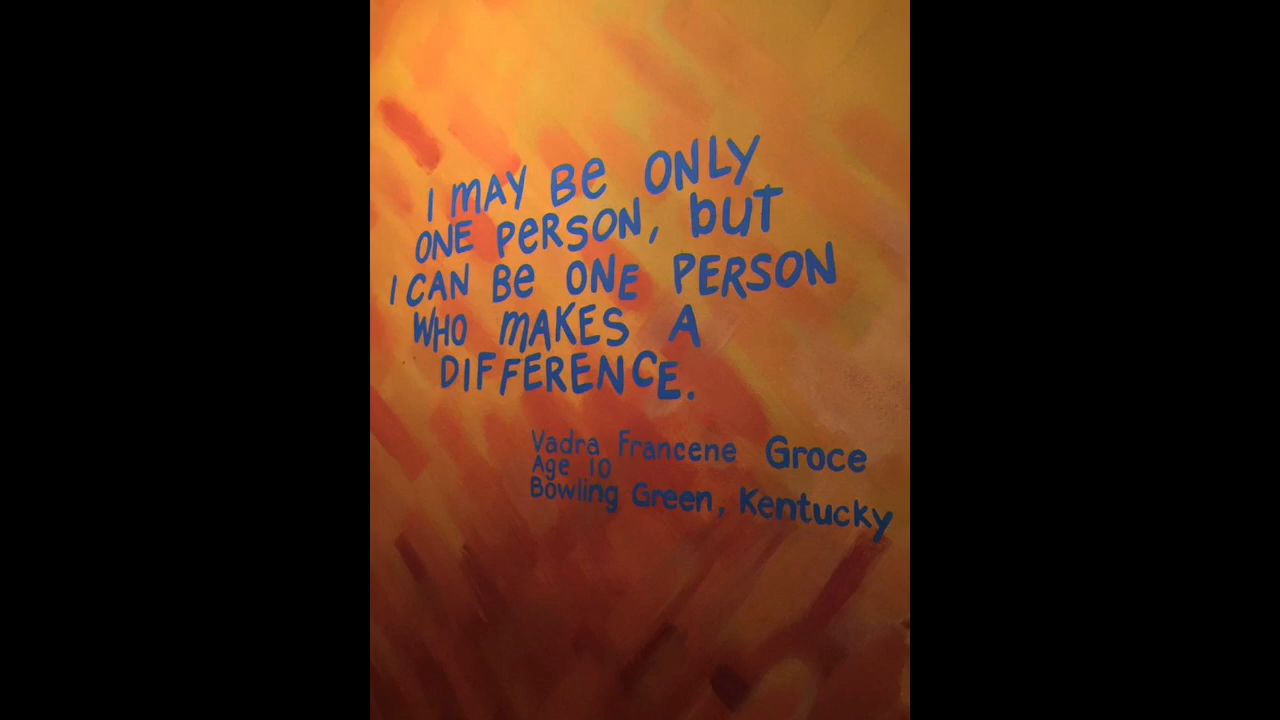 I MAY Be ONLY
ONE PeRSON, buT
I CAN Be ONE PERSON
WHO MAKES A
DIFFERENCE.
Vadra Francene Groce
Age 10
Bowling Green, Kentucky